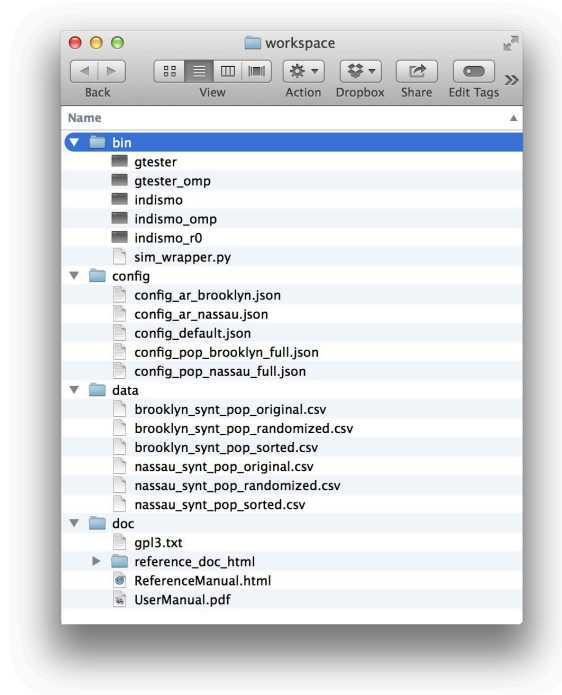 workspace
Back View Action Dropbox Share Edit Tags
Name
bin
gtester
gtester_omp
indismo
indismo_omp
indismo_r0
sim_wrapper.py
config
config_ar_brooklyn.json
config_ar_nassau.json
config_default.json
config_pop_brooklyn_full.json
config_pop_nassau_full.json
data
brooklyn_synt_pop_original.csv
brooklyn_synt_pop_randomized.csv
brooklyn_synt_pop_sorted.csv
nassau_synt_pop_original.csv
nassau_synt_pop_randomized.csv
nassau_synt_pop_sorted.csv
doc
gpl3.txt
reference_doc_html
ReferenceManual.html
UserManual.pdf